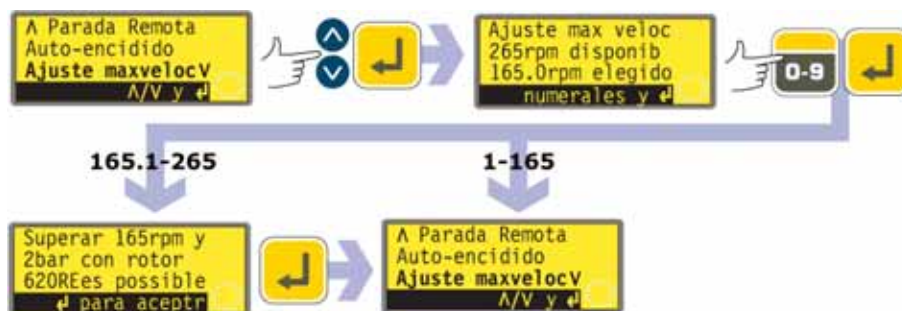 Λ Parada Remota
Auto-encidido
Ajuste maxvelocV
Λ/V y ↲
Ajuste max veloc
265rpm disponib
165.0rpm elegido
numerales y ↲
0-9
165.1-265
1-165
Superar 165rpm y
2bar con rotor
620REes possible
↲ para aceptr
Λ Parada Remota
Auto-encidido
Ajuste maxvelocV
Λ/V y ↲